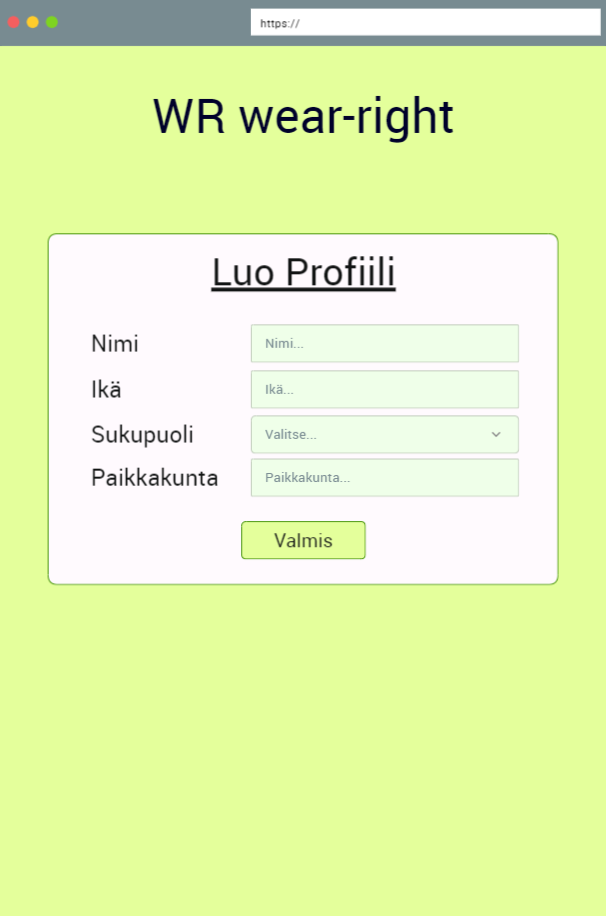 https://
WR wear-right
Luo Profiili
Nimi
Nimi...
Ikä
Ikä...
Sukupuoli
Valitse...
Paikkakunta
Paikkakunta...
Valmis